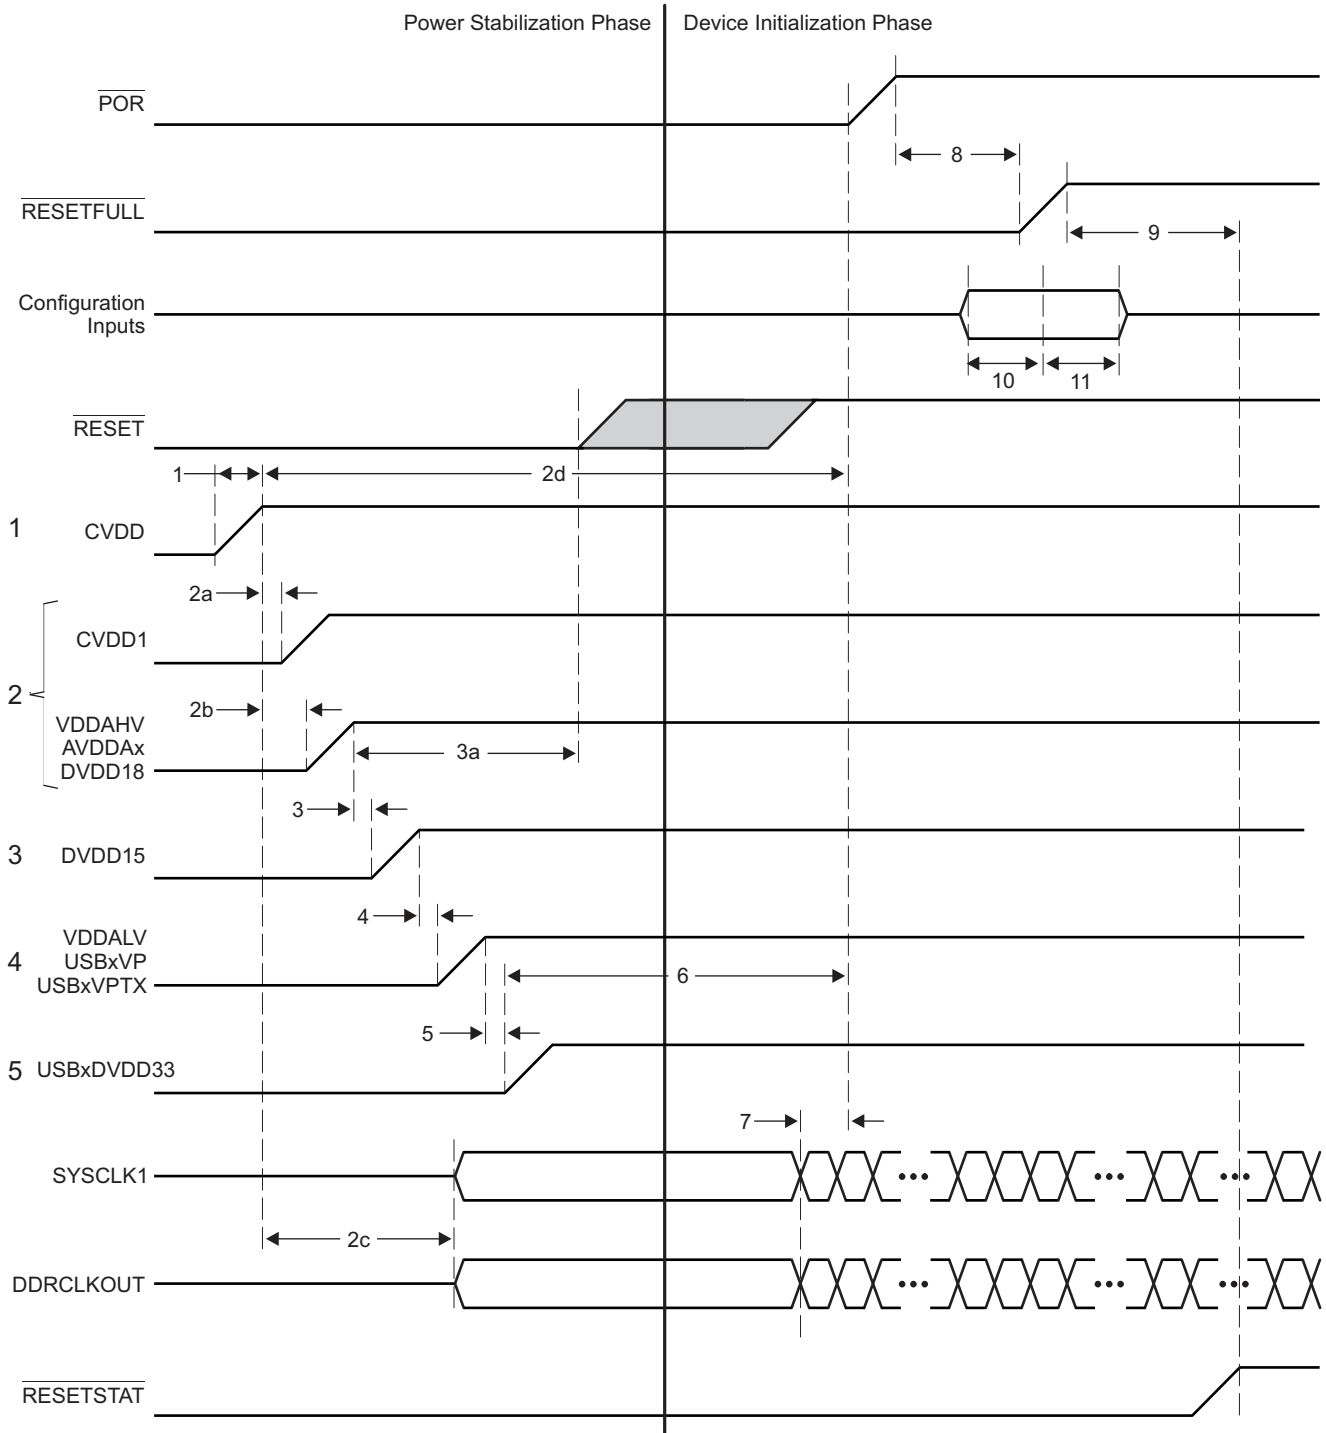 Power Stabilization Phase
Device Initialization Phase
POR
8
RESETFULL
9
Configuration
Inputs
10
11
RESET
1
2d
1
CVDD
2a
CVDD1
2
2b
VDDAHV
AVDDAx
DVDD18
3a
3
3
DVDD15
4
VDDALV
4
USBxVP
USBxVPTX
6
5
5
USBxDVDD33
7
SYSCLK1
...
...
...
2c
DDRCLKOUT
...
...
...
RESETSTAT